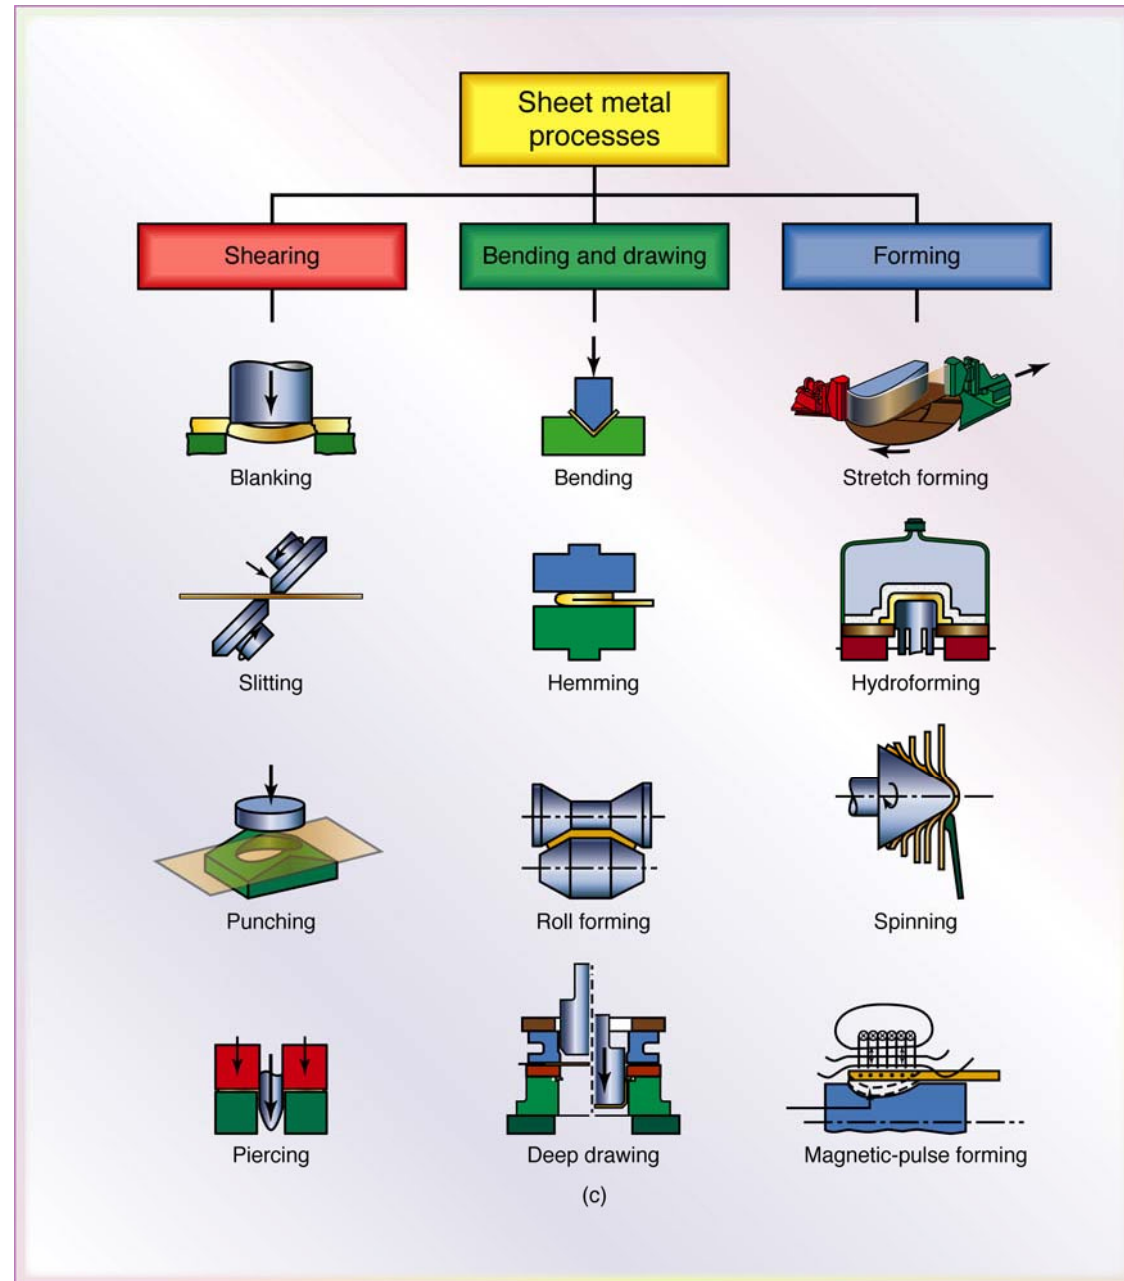 Sheet metal
processes
Shearing
Bending and drawing
Forming
Blanking
Bending
Stretch forming
Slitting
Hemming
Hydroforming
Punching
Roll forming
Spinning
Piercing
Deep drawing
Magnetic-pulse forming
(c)